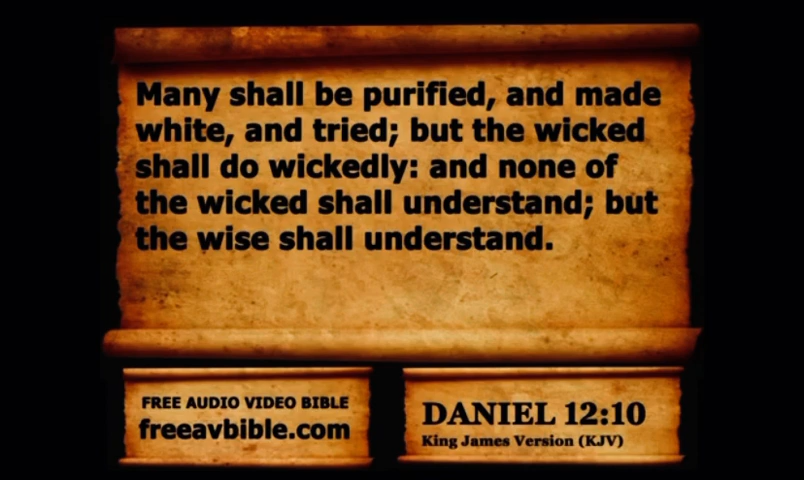 Many shall be purified, and made
white, and tried; but the wicked
shall do wickedly: and none of
the wicked shall understand; but
the wise shall understand.
FREE AUDIO VIDEO BIBLE
freeavbible.com
DANIEL 12:10
King James Version (KJV)